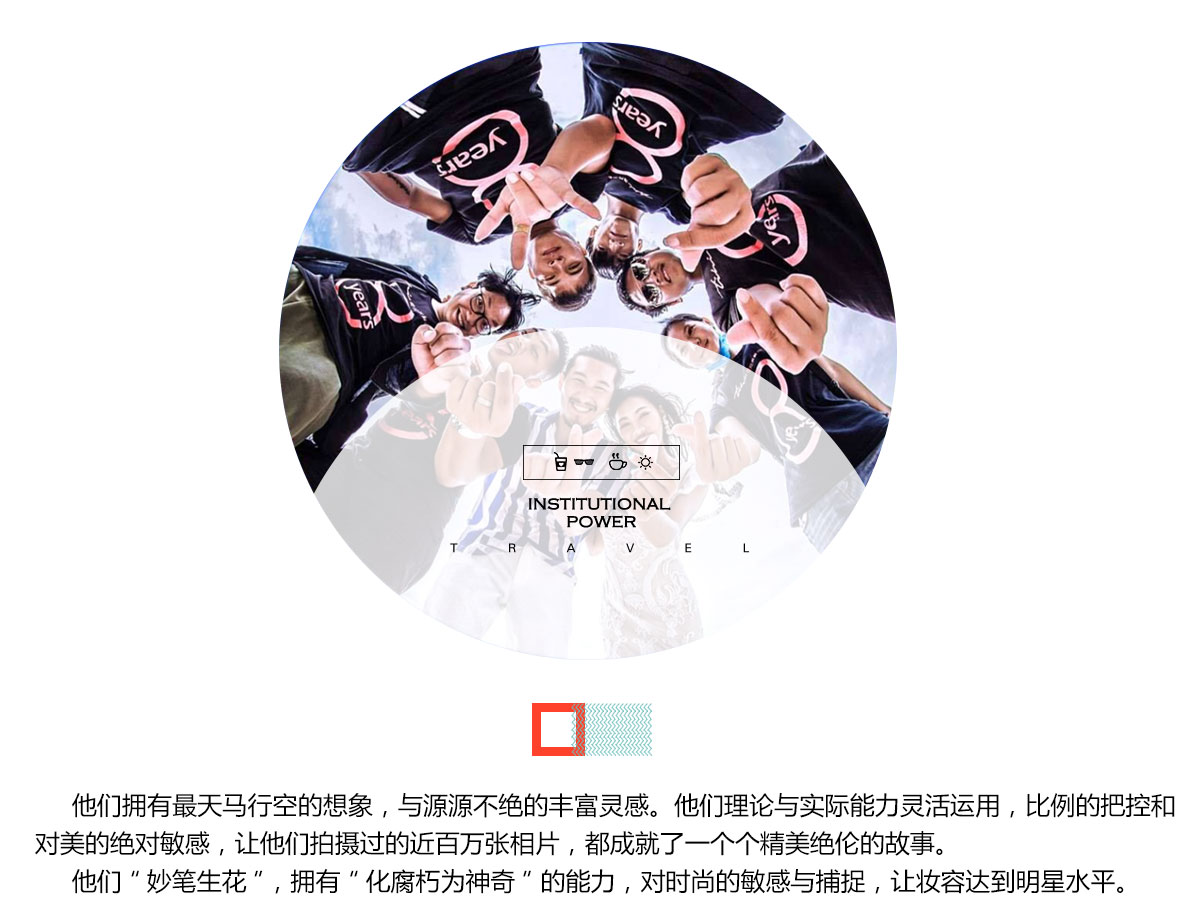 years
years
years
years
INSTITUTIONAL
POWER
TRAVEL
他们拥有最天马行空的想象，与源源不绝的丰富灵感。他们理论与实际能力灵活运用，比例的把控和
对美的绝对敏感，让他们拍摄过的近百万张相片，都成就了一个个精美绝伦的故事。
他们“妙笔生花”，拥有“化腐朽为神奇”的能力，对时尚的敏感与捕捉，让妆容达到明星水平。